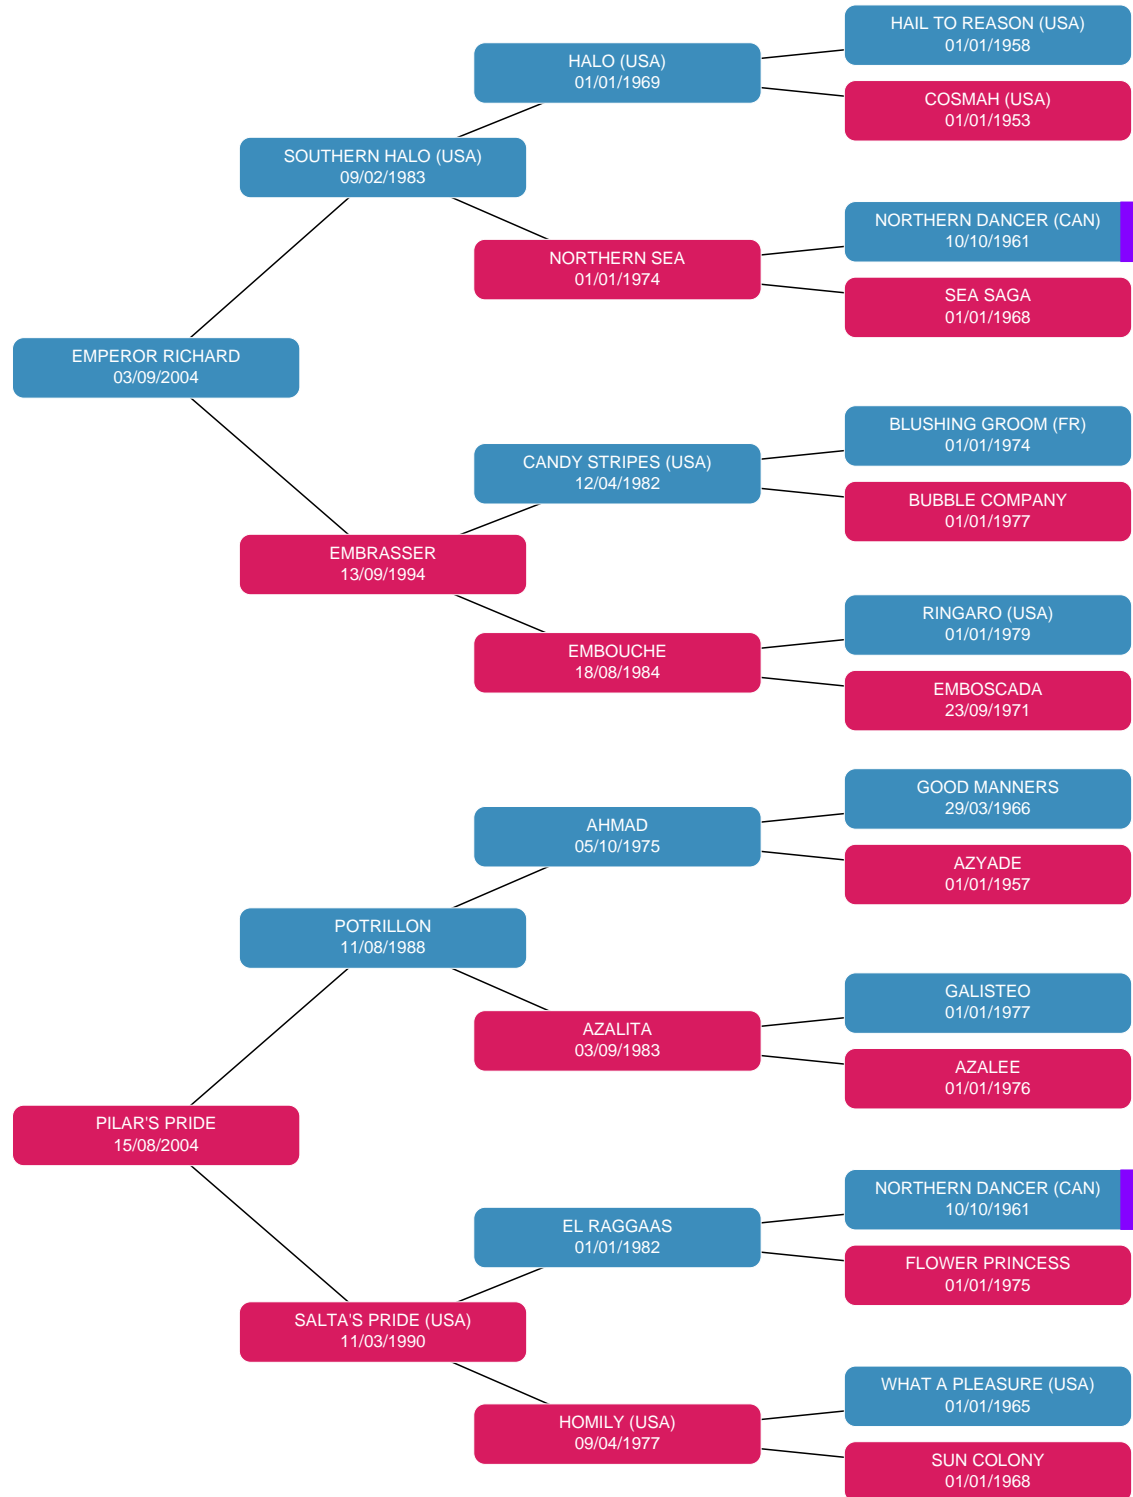 HAIL TO REASON (USA)
01/01/1958
HALO (USA)
01/01/1969
COSMAH (USA)
01/01/1953
SOUTHERN HALO (USA)
09/02/1983
NORTHERN DANCER (CAN)
10/10/1961
NORTHERN SEA
01/01/1974
SEA SAGA
01/01/1968
EMPEROR RICHARD
03/09/2004
BLUSHING GROOM (FR)
01/01/1974
CANDY STRIPES (USA)
12/04/1982
BUBBLE COMPANY
01/01/1977
EMBRASSER
13/09/1994
RINGARO (USA)
01/01/1979
EMBOUCHE
18/08/1984
EMBOSCADA
23/09/1971
GOOD MANNERS
29/03/1966
AHMAD
05/10/1975
AZYADE
01/01/1957
POTRILLON
11/08/1988
GALISTEO
01/01/1977
AZALITA
03/09/1983
AZALEE
01/01/1976
PILAR'S PRIDE
15/08/2004
NORTHERN DANCER (CAN)
10/10/1961
EL RAGGAAS
01/01/1982
FLOWER PRINCESS
01/01/1975
SALTA'S PRIDE (USA)
11/03/1990
WHAT A PLEASURE (USA)
01/01/1965
HOMILY (USA)
09/04/1977
SUN COLONY
01/01/1968